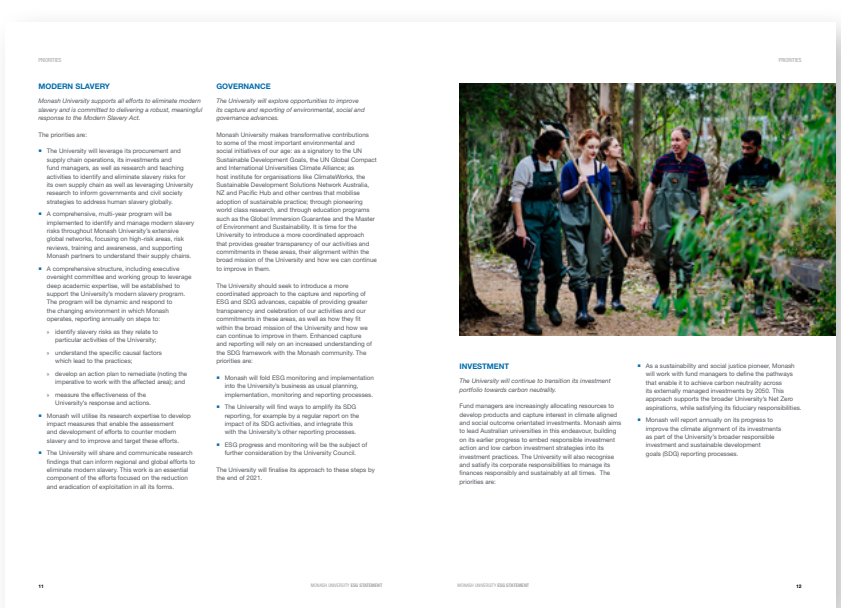 PRIORITIES
MODERN SLAVERY
Monash University supports all efforts to eliminate modern
slavery and is committed to delivering a robust, meaningful
response to the Modern Slavery Act.
The priorities are:
▪ The University will leverage its procurement and
supply chain operations, its investments and
fund managers, as well as research and teaching
activities to identify and eliminate slavery risks for
its own supply chain as well as leveraging University
research to inform governments and civil society
strategies to address human slavery globally.
▪ A comprehensive, multi-year program will be
implemented to identify and manage modern slavery
risks throughout Monash University's extensive
global networks, focusing on high-risk areas, risk
reviews, training and awareness, and supporting
Monash partners to understand their supply chains.
▪ A comprehensive structure, including executive
oversight committee and working group to leverage
deep academic expertise, will be established to
support the University's modern slavery program.
The program will be dynamic and respond to
the changing environment in which Monash
operates, reporting annually on steps to:
» identify slavery risks as they relate to
particular activities of the University;
» understand the specific causal factors
which lead to the practices;
» develop an action plan to remediate (noting the
imperative to work with the affected area); and
» measure the effectiveness of the
University's response and actions.
▪ Monash will utilise its research expertise to develop
impact measures that enable the assessment
and development of efforts to counter modern
slavery and to improve and target these efforts.
▪ The University will share and communicate research
findings that can inform regional and global efforts to
eliminate modern slavery. This work is an essential
component of the efforts focused on the reduction
and eradication of exploitation in all its forms.
GOVERNANCE
The University will explore opportunities to improve
its capture and reporting of environmental, social and
governance advances.
Monash University makes transformative contributions
to some of the most important environmental and
social initiatives of our age: as a signatory to the UN
Sustainable Development Goals, the UN Global Compact
and International Universities Climate Alliance; as
host institute for organisations like ClimateWorks, the
Sustainable Development Solutions Network Australia,
NZ and Pacific Hub and other centres that mobilise
adoption of sustainable practice; through pioneering
world class research, and through education programs
such as the Global Immersion Guarantee and the Master
of Environment and Sustainability. It is time for the
University to introduce a more coordinated approach
that provides greater transparency of our activities and
commitments in these areas, their alignment within the
broad mission of the University and how we can continue
to improve in them.
The University should seek to introduce a more
coordinated approach to the capture and reporting of
ESG and SDG advances, capable of providing greater
transparency and celebration of our activities and our
commitments in these areas, as well as how they fit
within the broad mission of the University and how we
can continue to improve in them. Enhanced capture
and reporting will rely on an increased understanding of
the SDG framework with the Monash community. The
priorities are:
▪ Monash will fold ESG monitoring and implementation
into the University's business as usual planning,
implementation, monitoring and reporting processes.
▪ The University will find ways to amplify its SDG
reporting, for example by a regular report on the
impact of its SDG activities, and integrate this
with the University's other reporting processes.
▪ ESG progress and monitoring will be the subject of
further consideration by the University Council.
The University will finalise its approach to these steps by
the end of 2021.
11
MONASH UNIVERSITY ESG STATEMENT
PRIORITIES
INVESTMENT
The University will continue to transition its investment
portfolio towards carbon neutrality.
Fund managers are increasingly allocating resources to
develop products and capture interest in climate aligned
and social outcome orientated investments. Monash aims
to lead Australian universities in this endeavour, building
on its earlier progress to embed responsible investment
action and low carbon investment strategies into its
investment practices. The University will also recognise
and satisfy its corporate responsibilities to manage its
finances responsibly and sustainably at all times. The
priorities are:
▪ As a sustainability and social justice pioneer, Monash
will work with fund managers to define the pathways
that enable it to achieve carbon neutrality across
its externally managed investments by 2050. This
approach supports the broader University's Net Zero
aspirations, while satisfying its fiduciary responsibilities.
▪ Monash will report annually on its progress to
improve the climate alignment of its investments
as part of the University's broader responsible
investment and sustainable development
goals (SDG) reporting processes.
MONASH UNIVERSITY ESG STATEMENT
12